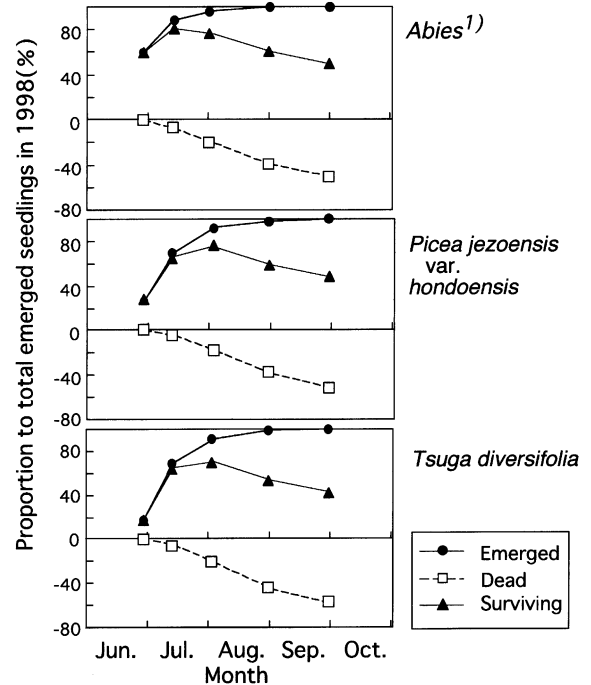 Proportion to total emerged seedlings in 1998(%)
80
40
0
-40
-80
Abies1)
80
40
0
-40
-80
Picea jezoensis
var.
hondoensis
80
40
0
-40
-80
Tsuga diversifolia
Emerged
Dead
Surviving
Jun. Jul. Aug. Sep. Oct.
Month